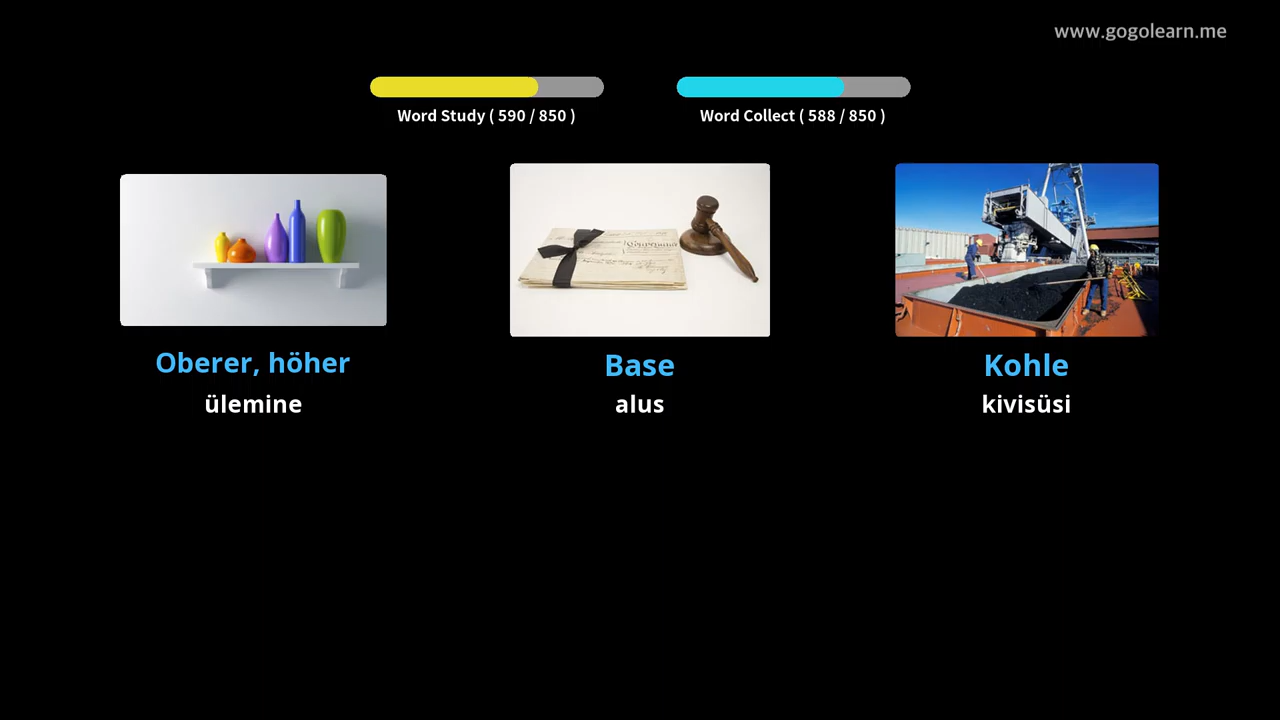 www.gogolearn.me
Word Study ( 590 / 850 )
Word Collect ( 588 / 850 )
Oberer, höher
ülemine
Base
alus
Kohle
kivisüsi